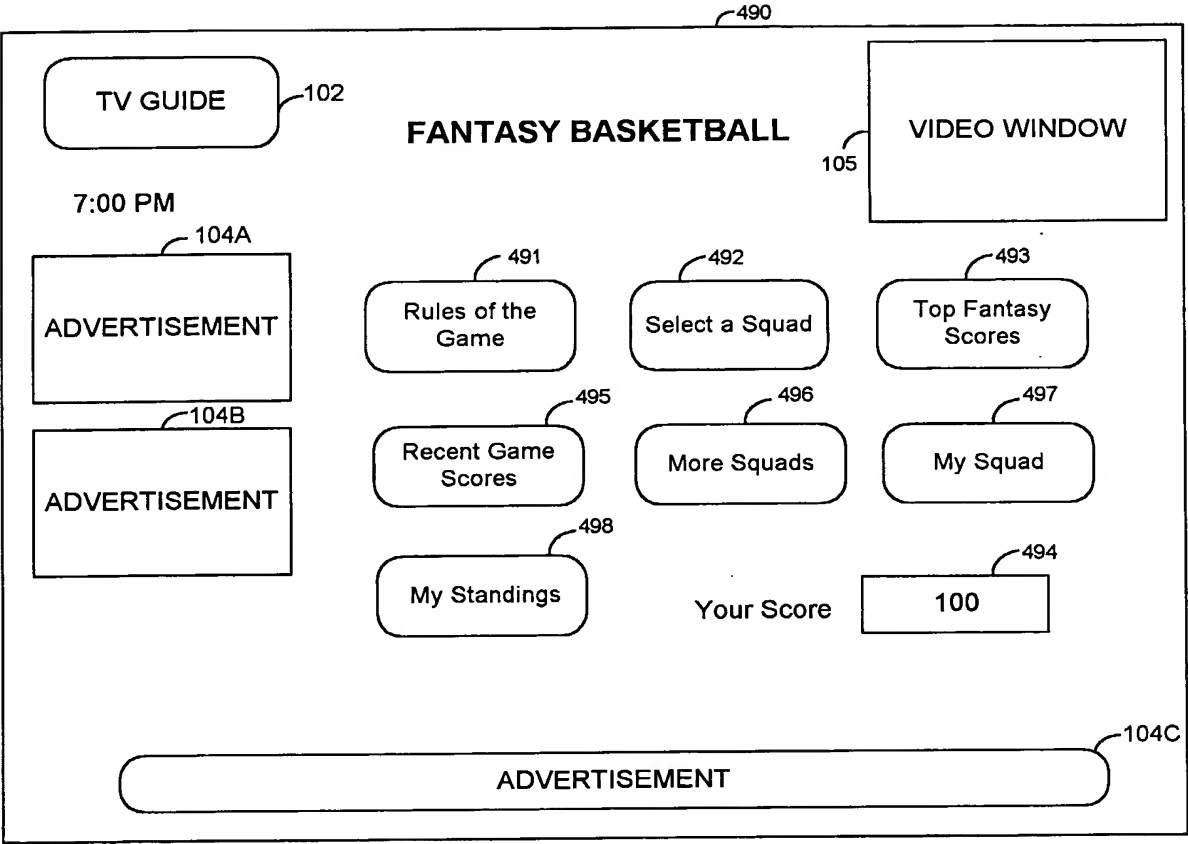 490
TV GUIDE
102
FANTASY BASKETBALL
VIDEO WINDOW
105
7:00 PM
104A
ADVERTISEMENT
104B
ADVERTISEMENT
491
Rules of the
Game
492
Select a Squad
493
Top Fantasy
Scores
495
Recent Game
Scores
496
More Squads
497
My Squad
498
My Standings
Your Score
494
100
104C
ADVERTISEMENT